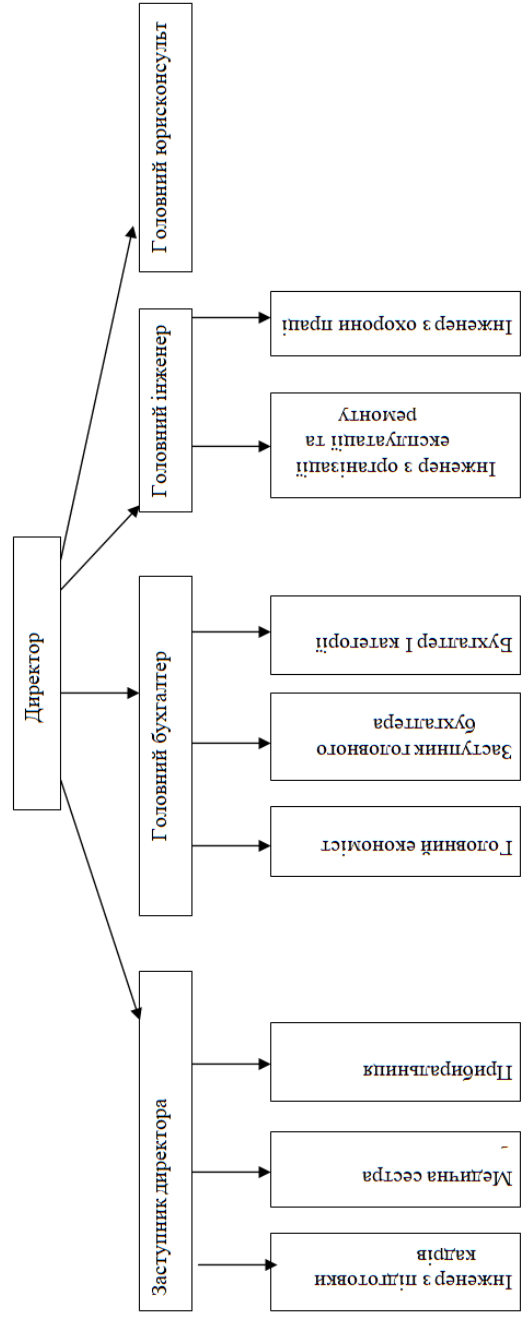 Директор
Заступник директора
Головний бухгалтер
Головний інженер
Головний юрисконсульт
Інженер з підготовки
кадрів
Медична сестра
Прибиральниця
Головний економіст
Заступник головного
бухгалтера
Бухгалтер І категорії
Інженер з організації
експлуатації та
ремонту
Інженер з охорони праці